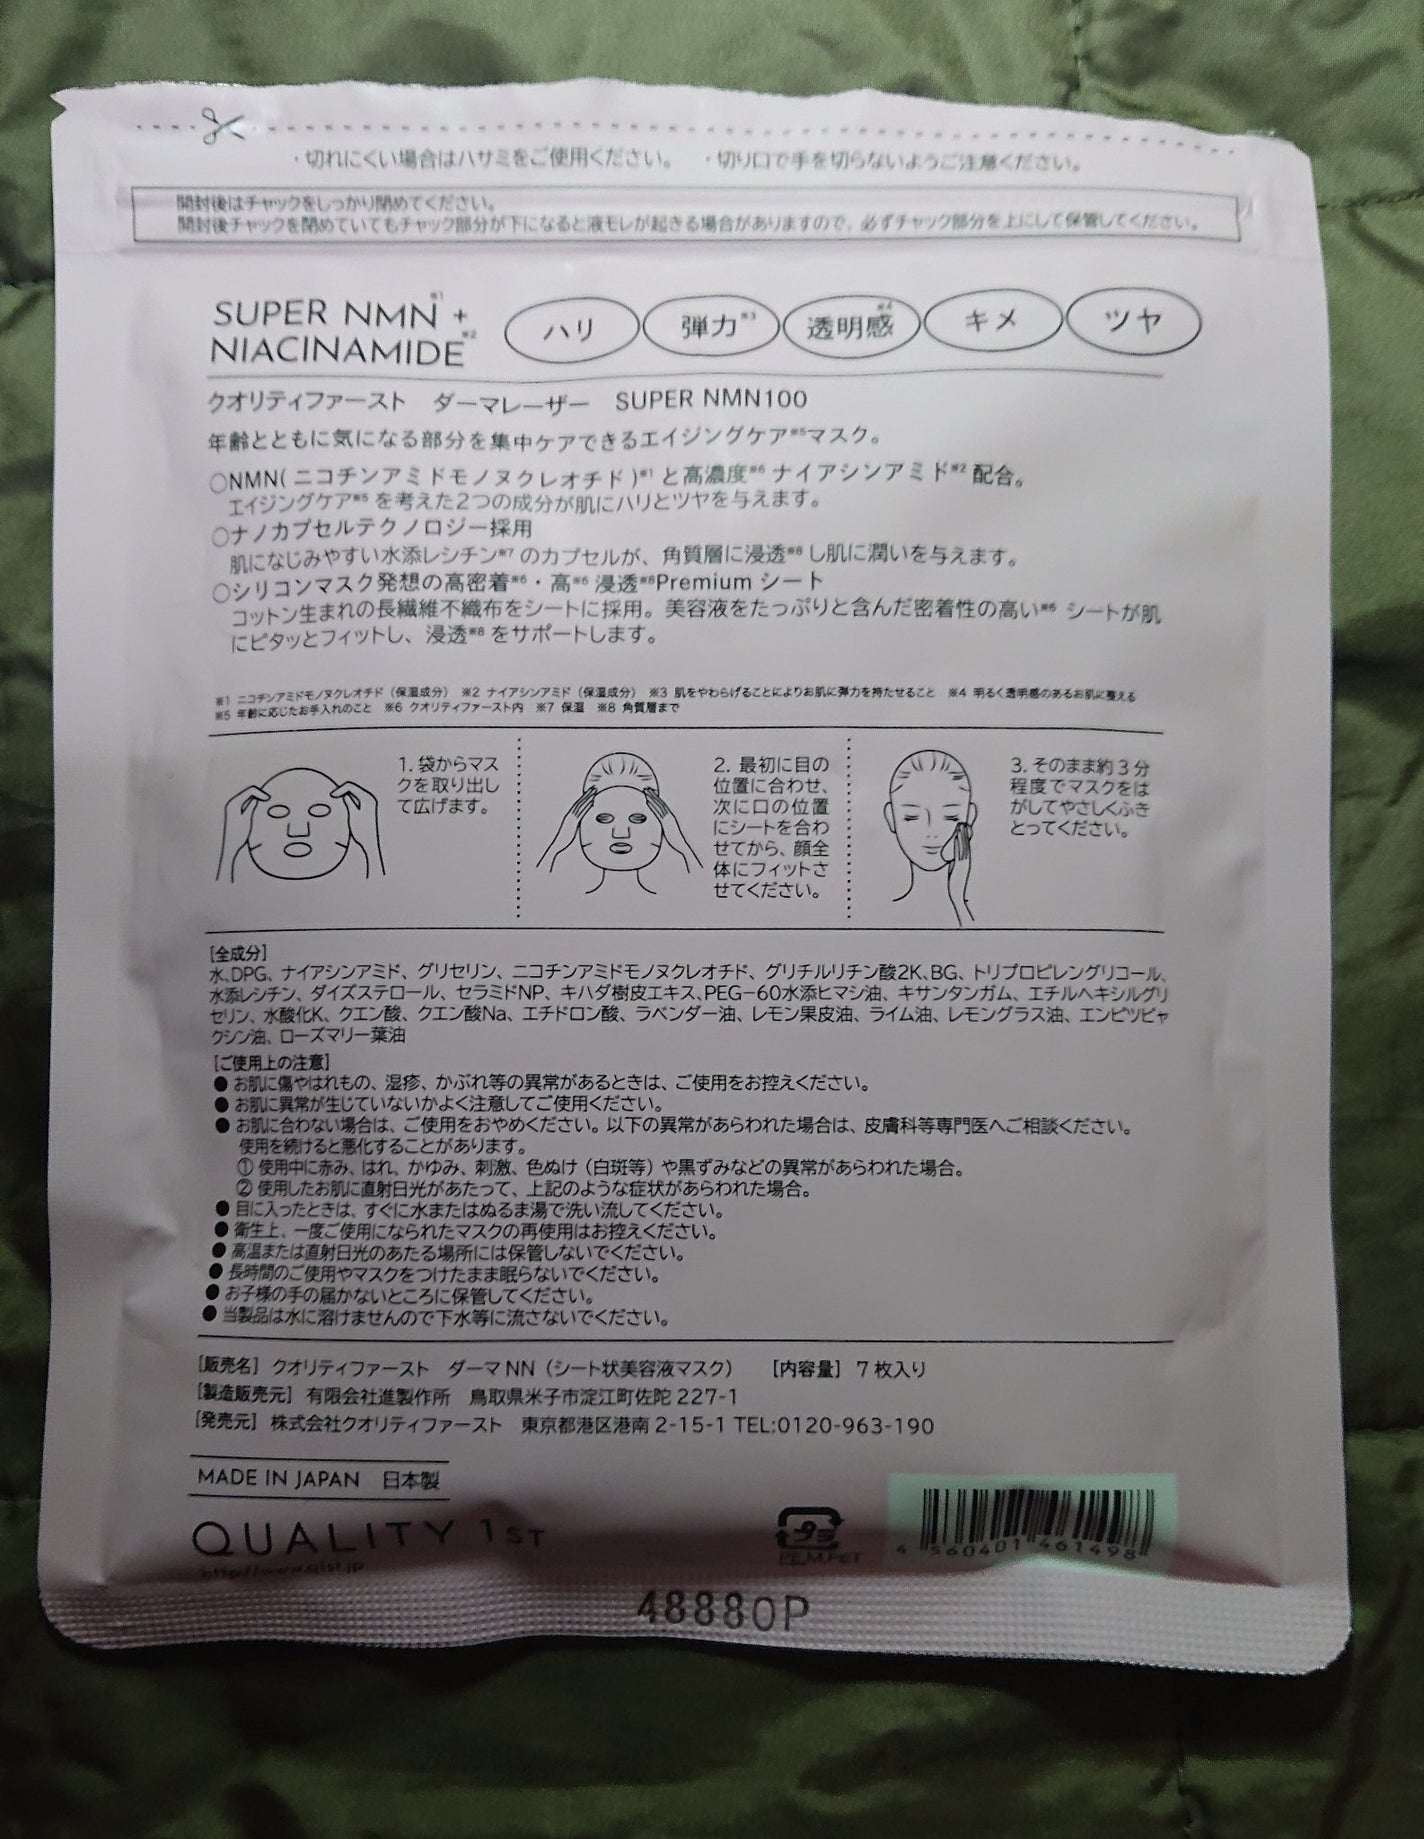 ・切れにくい場合はハサミをご使用ください。 ・切り口で手を切らないようご注意ください。
開封後はチャックをしっかり閉めてください。
開封後チャックを閉めていてもチャック部分が下になると液モレが起きる場合がありますので、必ずチャック部分を上にして保管してください。
SUPER NMN※1 +
NIACINAMIDE※2
ハリ 弾力※3 透明感※4 キメ ツヤ
クオリティファースト ダーマレーザー SUPER NMN100
年齢とともに気になる部分を集中ケアできるエイジングケア※5マスク。
○NMN(ニコチンアミドモノヌクレオチド)※1 と高濃度※6 ナイアシンアミド※2 配合。
エイジングケア※5 を考えた2つの成分が肌にハリとツヤを与えます。
○ナノカプセルテクノロジー採用
肌になじみやすい水添レシチン※7 のカプセルが、角質層に浸透※8 し肌に潤いを与えます。
○シリコンマスク発想の高密着※6・高※6 浸透※8Premium シート
コットン生まれの長繊維不織布をシートに採用。美容液をたっぷりと含んだ密着性の高い※6 シートが肌
にピタッとフィットし、浸透※8 をサポートします。
※1 ニコチンアミドモノヌクレオチド（保湿成分） ※2 ナイアシンアミド（保湿成分） ※3 肌をやわらげることによりお肌に弾力を持たせること ※4 明るく透明感のあるお肌に整える
※5 年齢に応じたお手入れのこと ※6 クオリティファースト内 ※7 保湿 ※8 角質層まで
1. 袋からマス
クを取り出し
て広げます。
2. 最初に目の
位置に合わせ、
次に口の位置
にシートを合わ
せてから、顔全
体にフィットさ
せてください。
3. そのまま約3分
程度でマスクをは
がしてやさしくふき
とってください。
[全成分]
水、DPG、ナイアシンアミド、グリセリン、ニコチンアミドモノヌクレオチド、グリチルリチン酸2K、BG、トリプロピレングリコール、
水添レシチン、ダイズステロール、セラミドNP、キハダ樹皮エキス、PEG-60水添ヒマシ油、キサンタンガム、エチルヘキシルグリ
セリン、水酸化K、クエン酸、クエン酸Na、エチドロン酸、ラベンダー油、レモン果皮油、ライム油、レモングラス油、エンピツビャ
クシン油、ローズマリー葉油
[ご使用上の注意]
●お肌に傷やはれもの、湿疹、かぶれ等の異常があるときは、ご使用をお控えください。
●お肌に異常が生じていないかよく注意してご使用ください。
●お肌に合わない場合は、ご使用をおやめください。以下の異常があらわれた場合は、皮膚科等専門医へご相談ください。
使用を続けると悪化することがあります。
① 使用中に赤み、はれ、かゆみ、刺激、色ぬけ（白斑等）や黒ずみなどの異常があらわれた場合。
② 使用したお肌に直射日光があたって、上記のような症状があらわれた場合。
●目に入ったときは、すぐに水またはぬるま湯で洗い流してください。
●衛生上、一度ご使用になられたマスクの再使用はお控えください。
●高温または直射日光のあたる場所には保管しないでください。
●長時間のご使用やマスクをつけたまま眠らないでください。
●お子様の手の届かないところに保管してください。
●当製品は水に溶けませんので下水等に流さないでください。
[販売名] クオリティファースト ダーマ NN（シート状美容液マスク） [内容量] 7 枚入り
[製造販売元] 有限会社進製作所 鳥取県米子市淀江町佐陀 227-1
[発売元] 株式会社クオリティファースト 東京都港区港南 2-15-1 TEL:0120-963-190
MADE IN JAPAN 日本製
QUALITY 1ST
http://www.q1st.jp
プラ
PE,M,PET
4 560401 461498
48880P